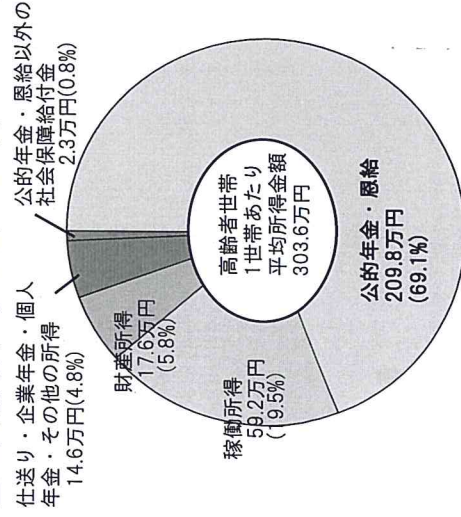 公的年金・恩給以外の
社会保障給付金
2.3万円(0.8%)
仕送り・企業年金・個人
年金・その他の所得
14.6万円(4.8%)
財産所得
17.6万円
(5.8%)
稼働所得
59.2万円
(19.5%)
高齢者世帯
1世帯あたり
平均所得金額
303.6万円
公的年金・恩給
209.8万円
(69.1%)